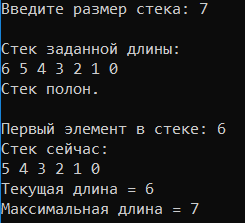 Введите размер стека: 7
Стек заданной длины:
6 5 4 3 2 1 0
Стек полон.
Первый элемент в стеке: 6
Стек сейчас:
5 4 3 2 1 0
Текущая длина = 6
Максимальная длина = 7